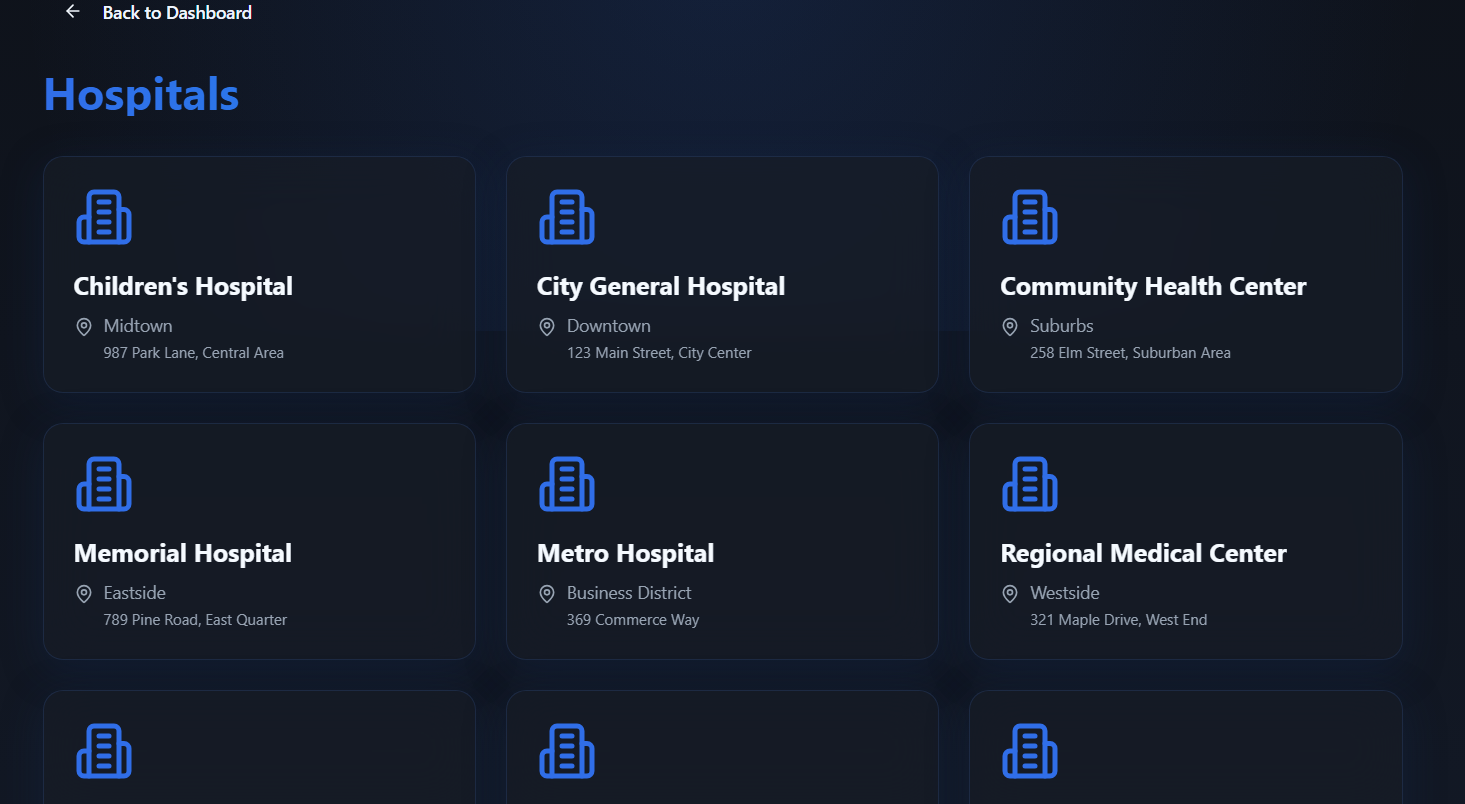 Back to Dashboard
Hospitals
Children's Hospital
Midtown
987 Park Lane, Central Area
City General Hospital
Downtown
123 Main Street, City Center
Community Health Center
Suburbs
258 Elm Street, Suburban Area
Memorial Hospital
Eastside
789 Pine Road, East Quarter
Metro Hospital
Business District
369 Commerce Way
Regional Medical Center
Westside
321 Maple Drive, West End